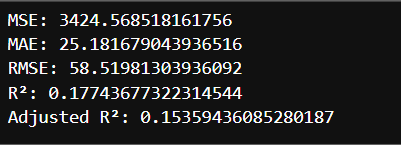 MSE: 3424.568518161756
MAE: 25.181679043936516
RMSE: 58.51981303936092
R²: 0.17743677322314544
Adjusted R²: 0.15359436085280187